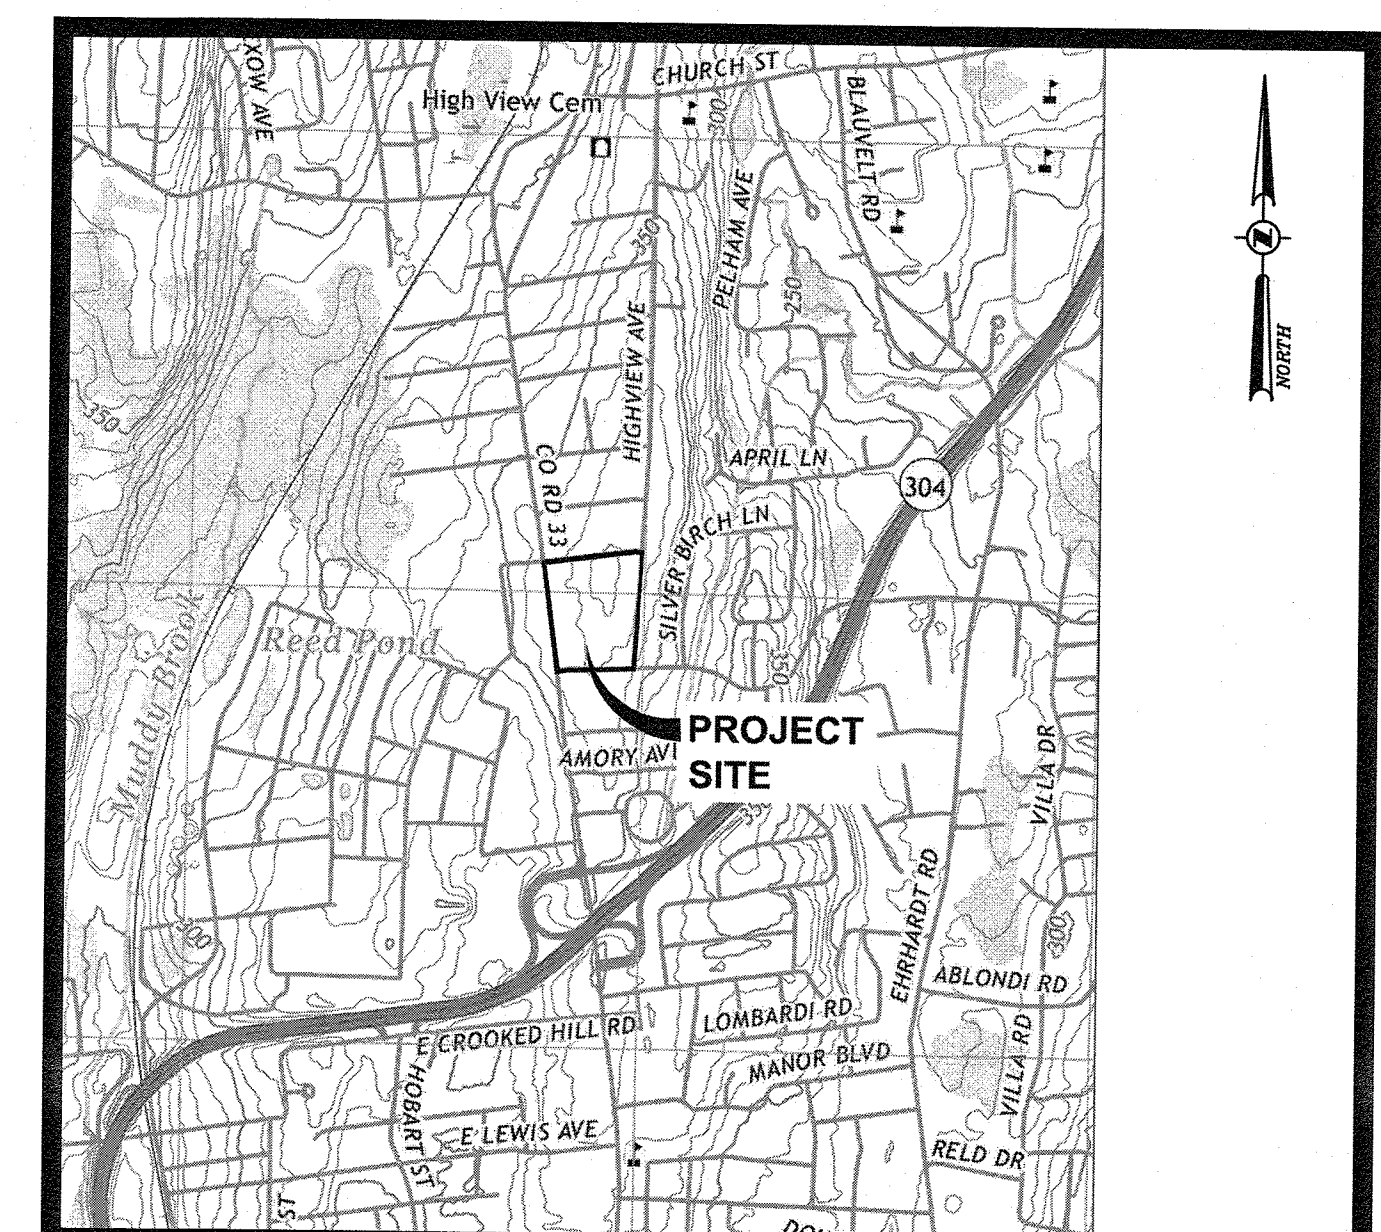 XOW AVE
High View Cem
CHURCH ST
300
BLAUVELT RD
PELHAM AVE
350
250
HIGHVIEW AVE
N
NORTH
350
CO RD 33
APRIL LN
304
SILVER BIRCH LN
Reed Pond
Muddy Brook
350
PROJECT
SITE
AMORY AV
VILLA DR
EHRHARDT RD
300
300
ABLONDI RD
LOMBARDI RD
E CROOKED HILL RD
MANOR BLVD
VILLA RD
HOBART ST
E LEWIS AVE
RELD DR
ST